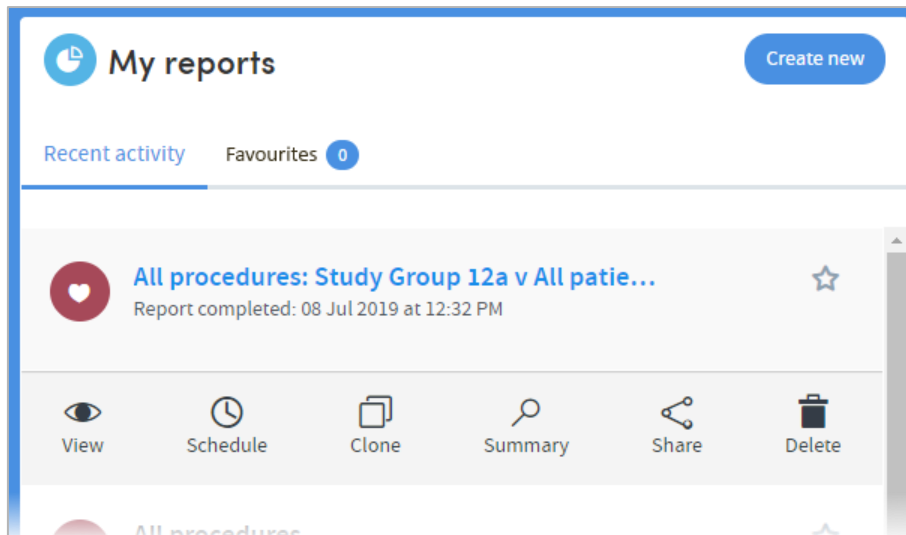 My reports
Create new
Recent activity
Favourites 0
All procedures: Study Group 12a v All patie...
Report completed: 08 Jul 2019 at 12:32 PM
View Schedule Clone Summary Share Delete
All procedures